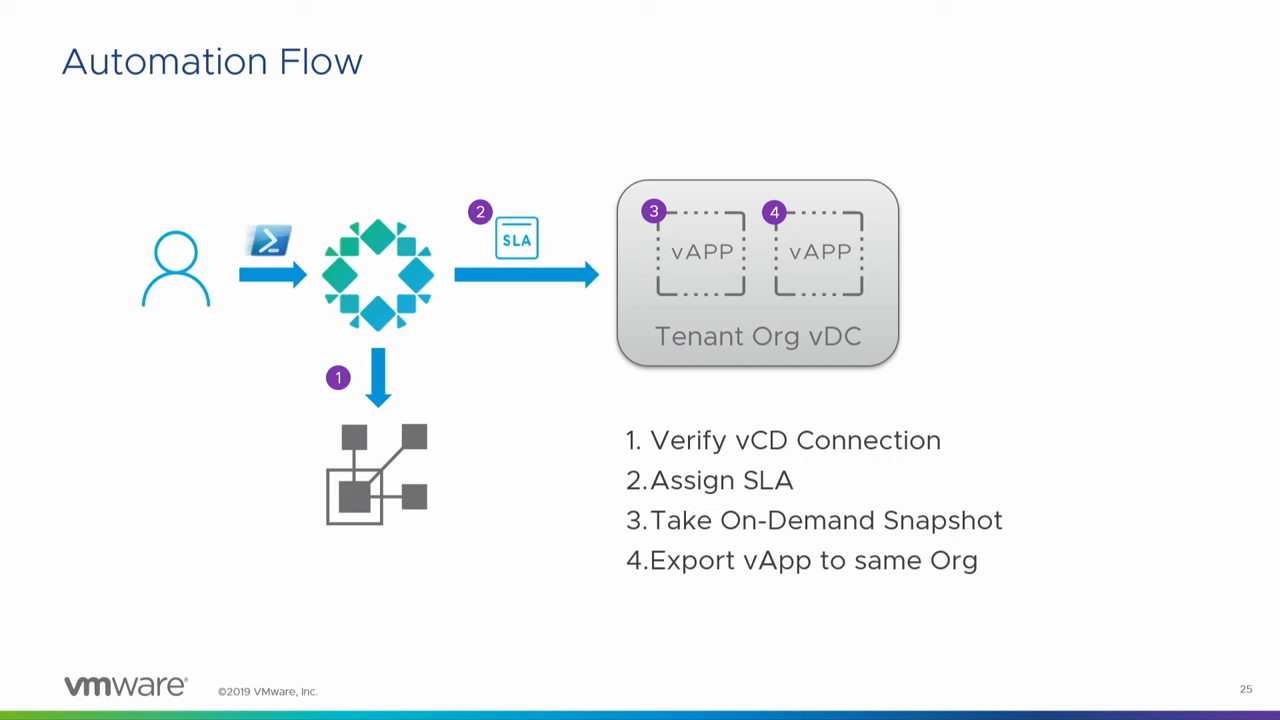 Automation Flow
2
SLA
3
4
vAPP
vAPP
Tenant Org vDC
1
1. Verify vCD Connection
2.Assign SLA
3.Take On-Demand Snapshot
4.Export vApp to same Org
vmware®
©2019 VMware, Inc.
25